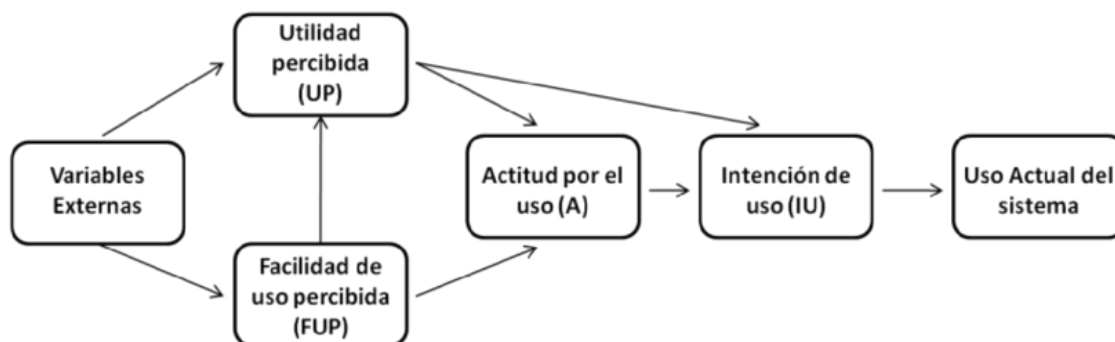 Utilidad
percibida
(UP)
Variables
Externas
Facilidad de
uso percibida
(FUP)
Actitud por el
uso (A)
Intención de
uso (IU)
Uso Actual del
sistema